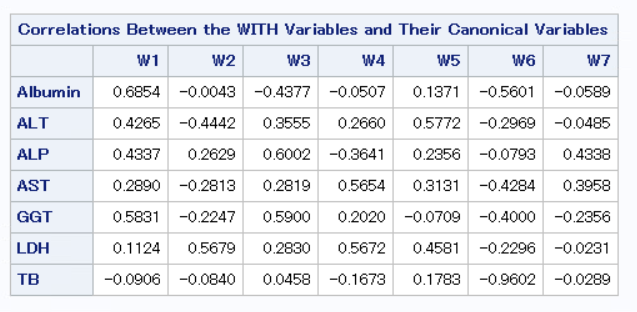 Correlations Between the WITH Variables and Their Canonical Variables
W1 W2 W3 W4 W5 W6 W7
Albumin 0.6854 -0.0043 -0.4377 -0.0507 0.1371 -0.5601 -0.0589
ALT 0.4265 -0.4442 0.3555 0.2660 0.5772 -0.2969 -0.0485
ALP 0.4337 0.2629 0.6002 -0.3641 0.2356 -0.0793 0.4338
AST 0.2890 -0.2813 0.2819 0.5654 0.3131 -0.4284 0.3958
GGT 0.5831 -0.2247 0.5900 0.2020 -0.0709 -0.4000 -0.2356
LDH 0.1124 0.5679 0.2830 0.5672 0.4581 -0.2296 -0.0231
TB -0.0906 -0.0840 0.0458 -0.1673 0.1783 -0.9602 -0.0289